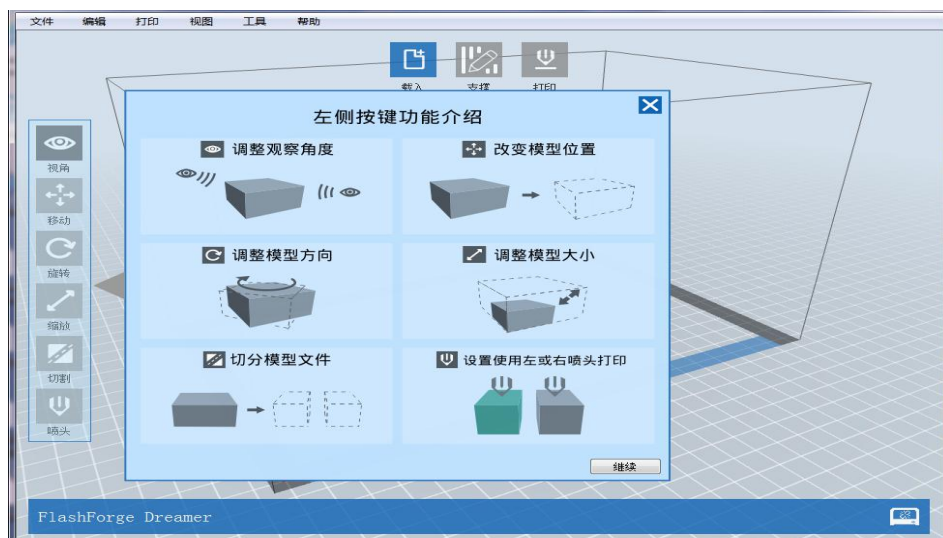 文件 编辑 打印 视图 工具 帮助
载入 支撑 打印
左侧按键功能介绍
调整观察角度
改变模型位置
调整模型方向
调整模型大小
切分模型文件
设置使用左或右喷头打印
继续
视角
移动
旋转
缩放
切割
喷头
FlashForge Dreamer